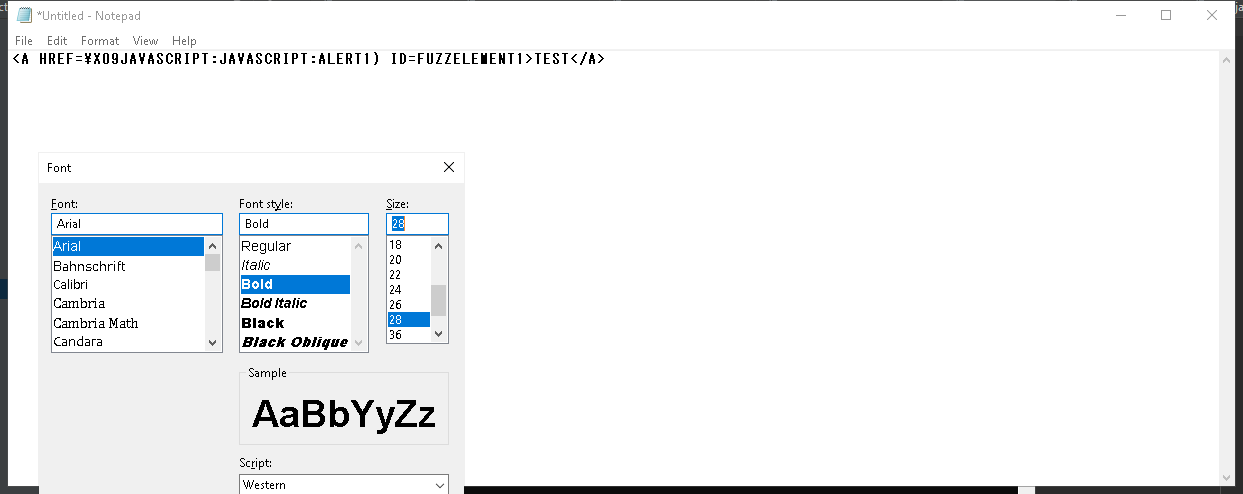 *Untitled - Notepad
File Edit Format View Help
<A HREF=¥X09JAVASCRIPT:JAVASCRIPT:ALERT1) ID=FUZZELEMENT1>TEST</A>
Font
Font: Font style: Size:
Arial Bold 28
Arial Regular 18
Bahnschrift Italic 20
Calibri Bold 22
Cambria Bold Italic 24
Cambria Math Black 26
Candara Black Oblique 28
36
Sample
AaBbYyZz
Script:
Western